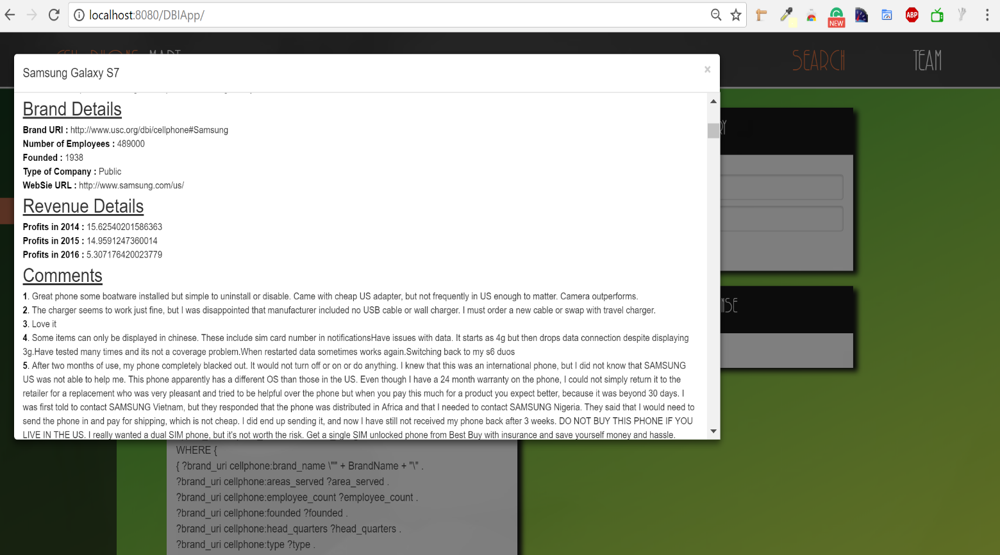 localhost:8080/DBIApp/
NEW
ABP
SEARCH
TEAM
Samsung Galaxy S7
×
Brand Details
Brand URI : http://www.usc.org/dbi/cellphone#Samsung
Number of Employees : 489000
Founded : 1938
Type of Company : Public
WebSie URL : http://www.samsung.com/us/
Revenue Details
Profits in 2014 : 15.62540201586363
Profits in 2015 : 14.9591247360014
Profits in 2016 : 5.307176420023779
Comments
1. Great phone some boatware installed but simple to uninstall or disable. Came with cheap US adapter, but not frequently in US enough to matter. Camera outperforms.
2. The charger seems to work just fine, but I was disappointed that manufacturer included no USB cable or wall charger. I must order a new cable or swap with travel charger.
3. Love it
4. Some items can only be displayed in chinese. These include sim card number in notificationsHave issues with data. It starts as 4g but then drops data connection despite displaying
3g.Have tested many times and its not a coverage problem.When restarted data sometimes works again.Switching back to my s6 duos
5. After two months of use, my phone completely blacked out. It would not turn off or on or do anything. I knew that this was an international phone, but I did not know that SAMSUNG
US was not able to help me. This phone apparently has a different OS than those in the US. Even though I have a 24 month warranty on the phone, I could not simply return it to the
retailer for a replacement who was very pleasant and tried to be helpful over the phone but when you pay this much for a product you expect better, because it was beyond 30 days. I
was first told to contact SAMSUNG Vietnam, but they responded that the phone was distributed in Africa and that I needed to contact SAMSUNG Nigeria. They said that I would need to
send the phone in and pay for shipping, which is not cheap. I did end up sending it, and now I have still not received my phone back after 3 weeks. DO NOT BUY THIS PHONE IF YOU
LIVE IN THE US. I really wanted a dual SIM phone, but it's not worth the risk. Get a single SIM unlocked phone from Best Buy with insurance and save yourself money and hassle.
WHERE {
{ ?brand_uri cellphone:brand_name \"" + BrandName + "\" .
?brand_uri cellphone:areas_served ?area_served .
?brand_uri cellphone:employee_count ?employee_count .
?brand_uri cellphone:founded ?founded .
?brand_uri cellphone:head_quarters ?head_quarters .
?brand_uri cellphone:type ?type .